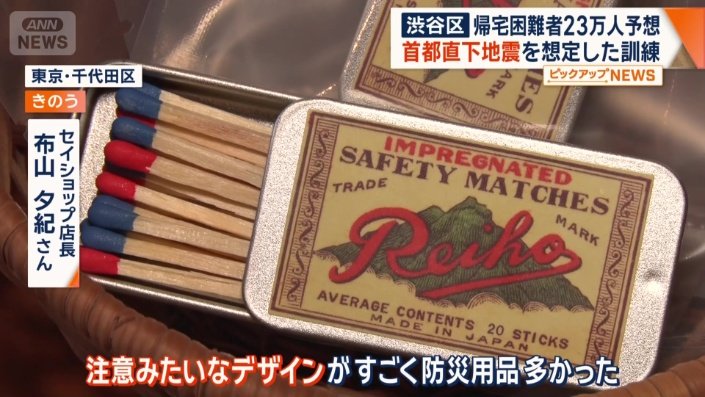 ANN NEWS
渋谷区 帰宅困難者23万人予想
首都直下地震を想定した訓練
ピックアップNEWS
東京・千代田区
きのう
セイショップ店長
布山 夕紀さん
MARK
IMPREGNATED
SAFETY MATCHES
TRADE
MARK
Reiho
AVERAGE CONTENTS 20 STICKS
MADE IN JAPAN
注意みたいなデザインが すごく防災用品 多かった